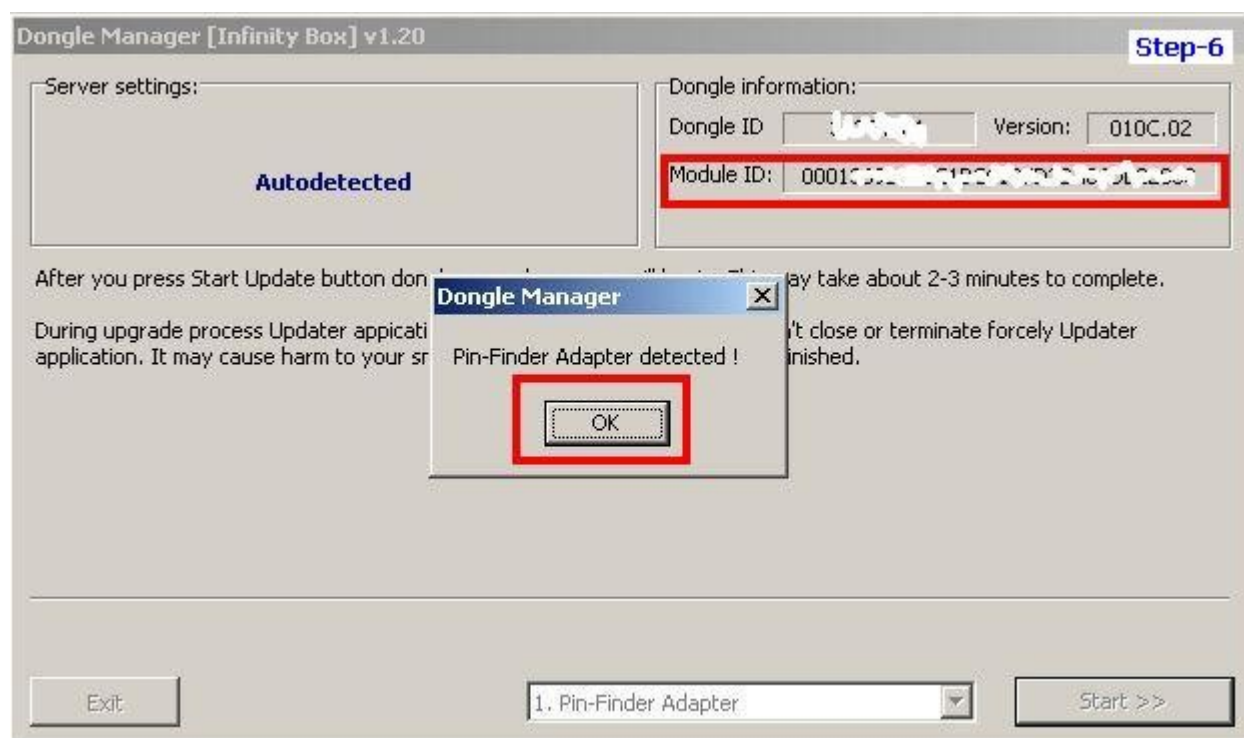 Dongle Manager [Infinity Box] v1.20
Step-6
Server settings:
Autodetected
Dongle information:
Dongle ID
Version: 010C.02
Module ID:
After you press Start Update button
ay take about 2-3 minutes to complete.
During upgrade process Updater
't close or terminate forcely Updater
application. It may cause harm to your
inished.
Dongle Manager
Pin-Finder Adapter detected !
OK
Exit
1. Pin-Finder Adapter
Start >>